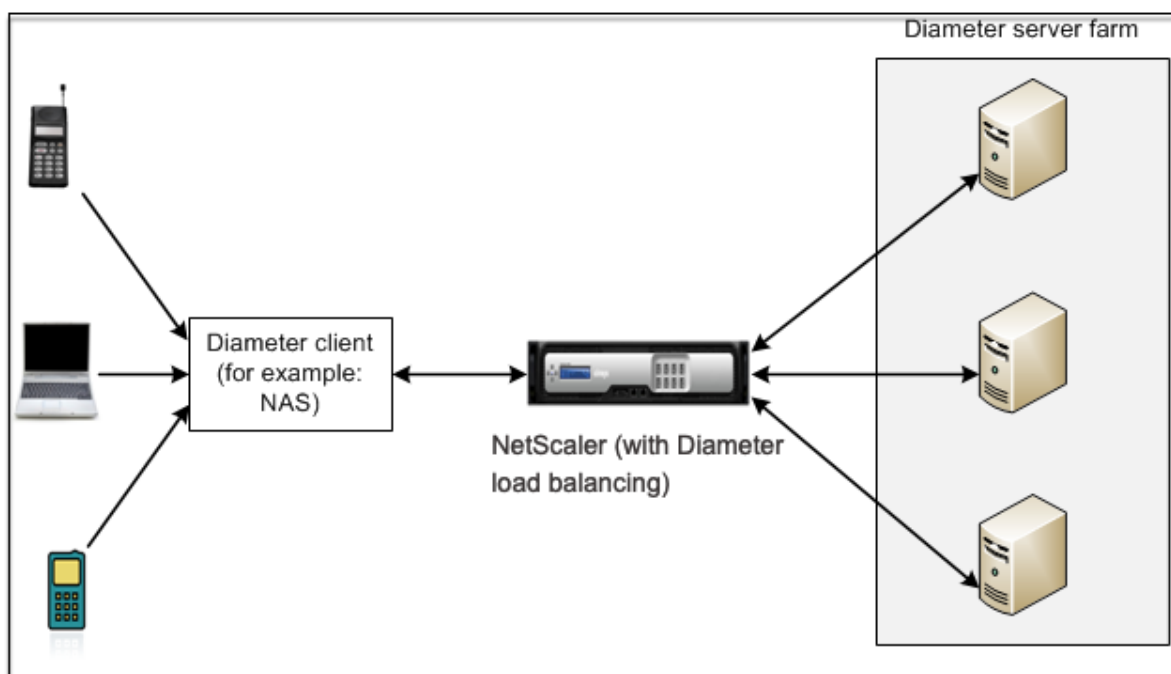 Diameter server farm
Diameter client
(for example:
NAS)
NetScaler (with Diameter
load balancing)